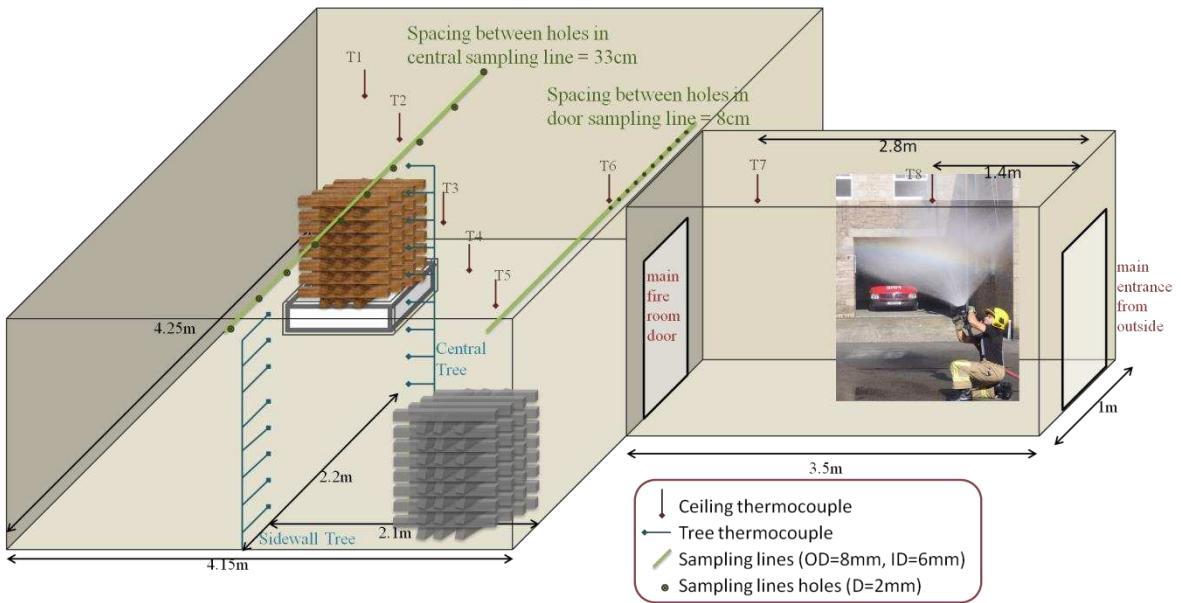 Spacing between holes in
central sampling line = 33cm
Spacing between holes in
door sampling line = 8cm
T1
T2
T3
T4
T5
T6
T7
T8
2.8m
1.4m
main
fire
room
door
main
entrance
from
outside
4.25m
Central
Tree
2.2m
2.1m
Sidewall Tree
4.15m
1m
3.5m
Ceiling thermocouple
Tree thermocouple
Sampling lines (OD=8mm, ID=6mm)
Sampling lines holes (D=2mm)